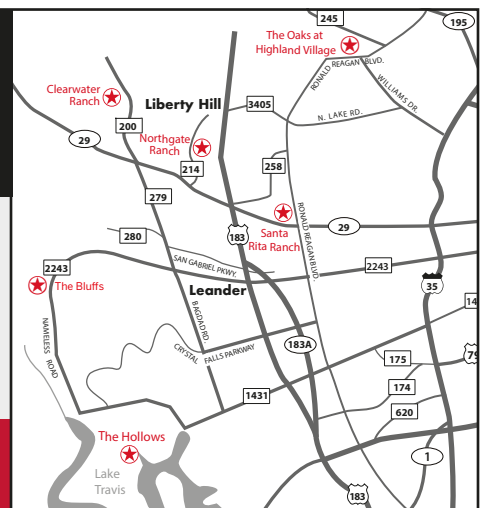 245
195
The Oaks at
Highland Village
RONALD REAGAN BLVD.
WILLIAMS DR.
Clearwater
Ranch
Liberty Hill
3405
N. LAKE RD.
200
29
Northgate
Ranch
214
258
279
RONALD REAGAN BLVD.
280
183
Santa
Rita Ranch
29
2243
SAN GABRIEL PKWY.
2243
The Bluffs
Leander
35
14
NAMELESS ROAD
BAGDAD RD.
CRYSTAL FALLS PARKWAY
183A
175
79
174
1431
620
The Hollows
1
Lake
Travis
183